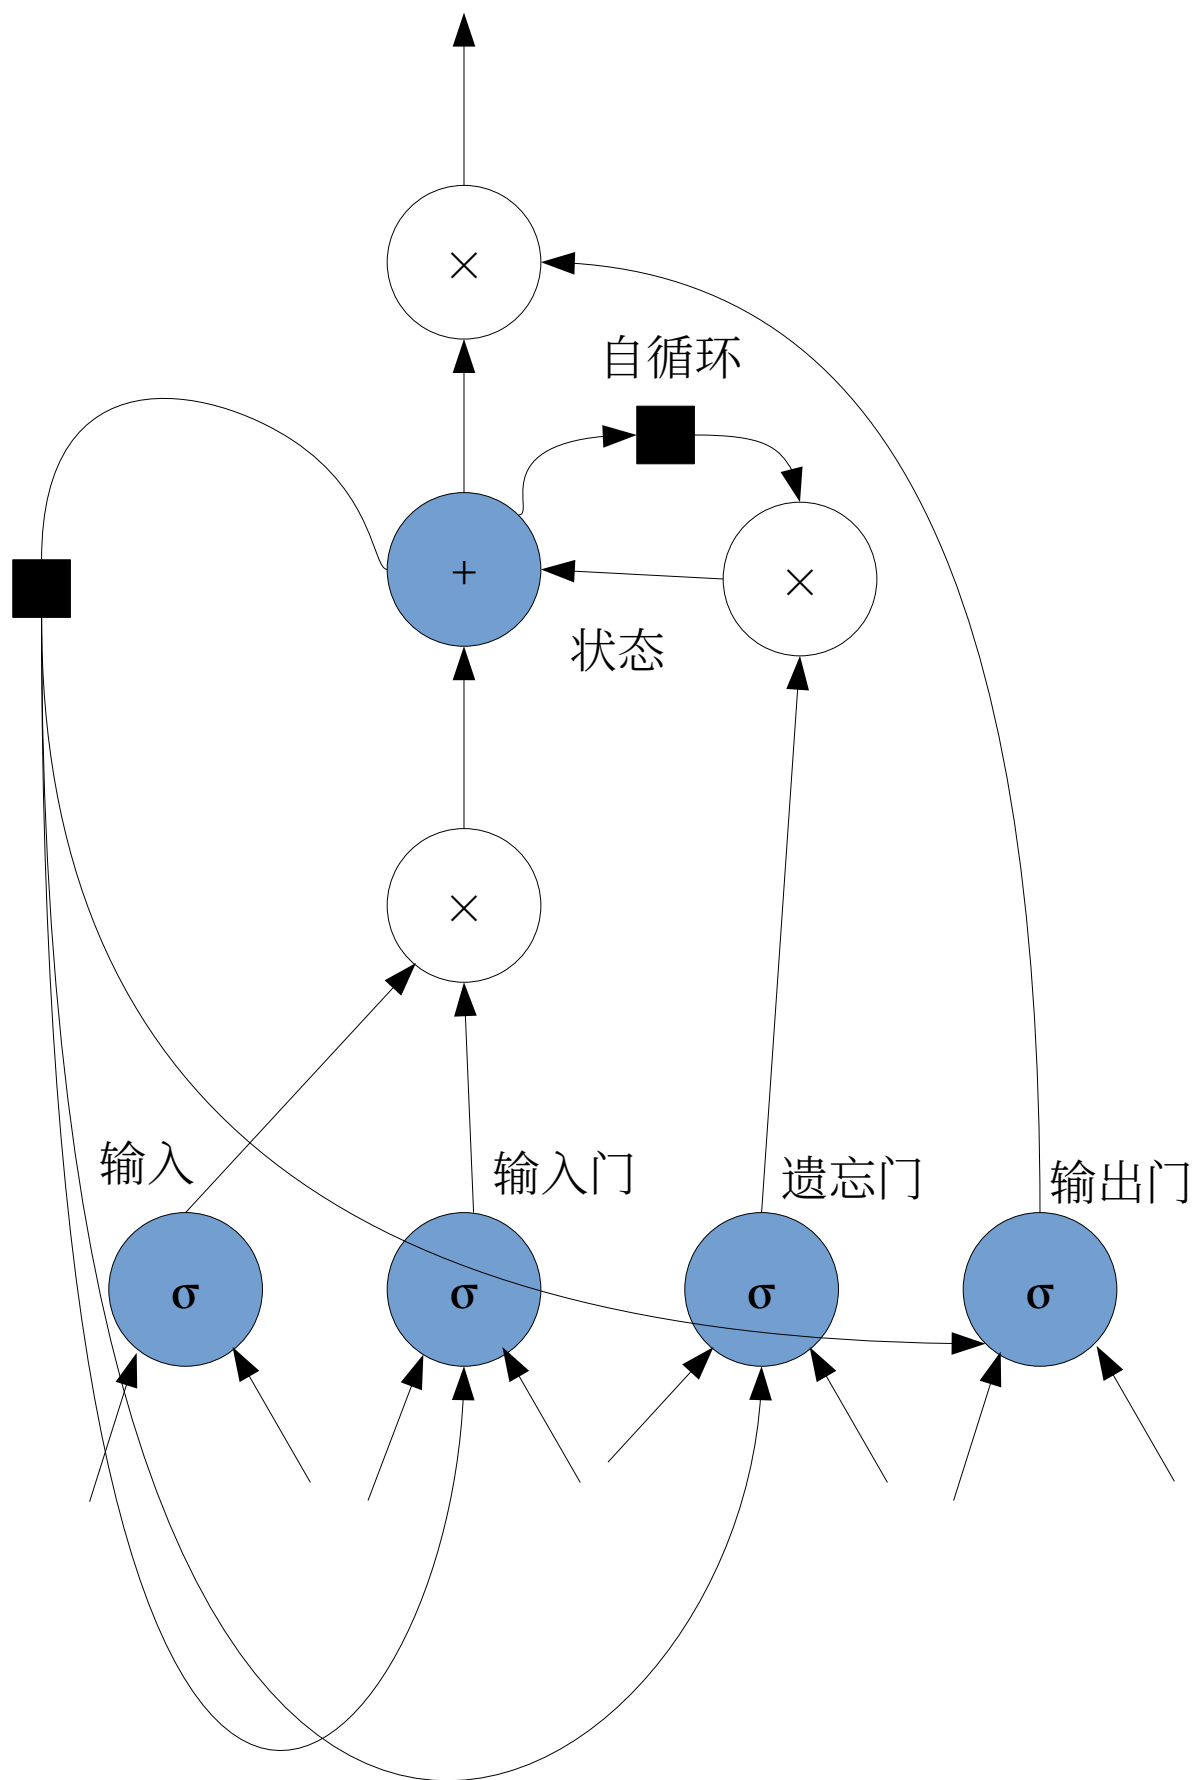 ×
自循环
+
×
状态
×
输入
输入门
遗忘门
输出门
σ
σ
σ
σ